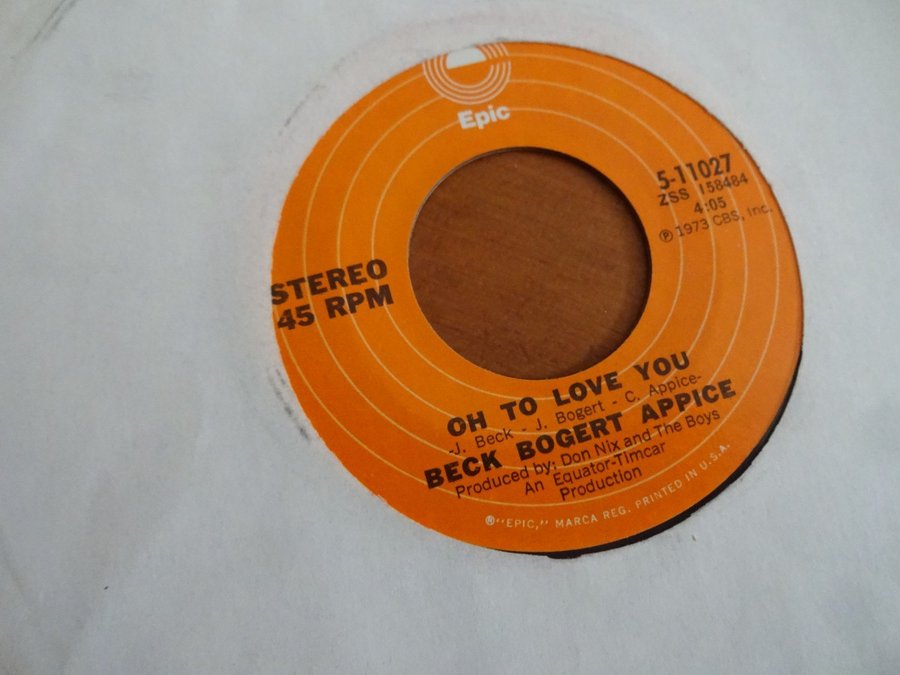 Epic
5-11027
ZSS 158484
4:05
℗ 1973 CBS, Inc.
STEREO
45 RPM
OH TO LOVE YOU
-J. Beck - J. Bogert - C. Appice-
BECK BOGERT APPICE
Produced by: Don Nix and The Boys
An Equator-Timcar
Production
®"EPIC," MARCA REG. PRINTED IN U.S.A.